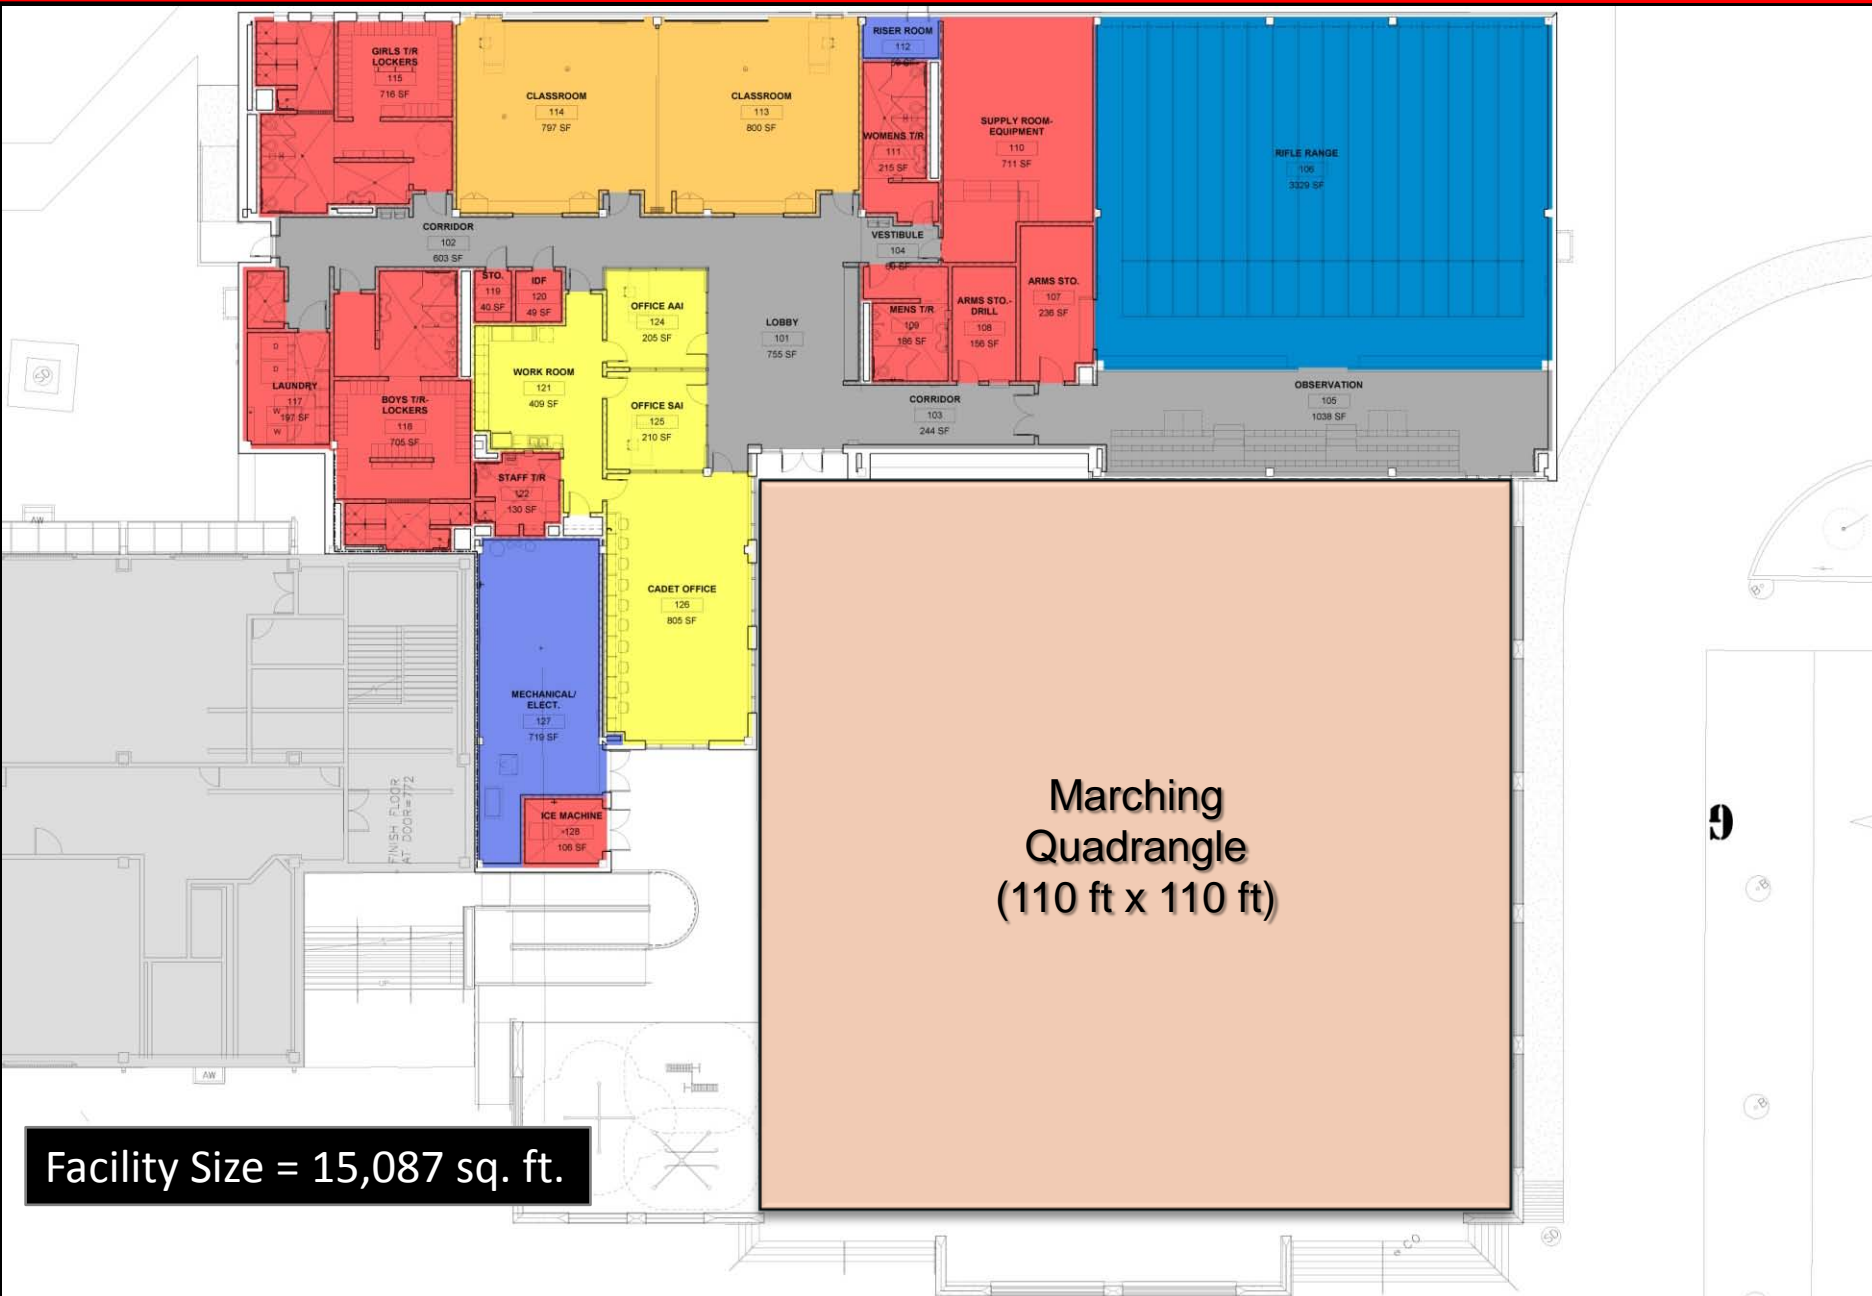 GIRLS T/R
LOCKERS
115
716 SF
CLASSROOM
114
797 SF
CLASSROOM
113
800 SF
RISER ROOM
112
WOMENS T/R
111
215 SF
SUPPLY ROOM-
EQUIPMENT
110
711 SF
RIFLE RANGE
106
3329 SF
CORRIDOR
102
603 SF
VESTIBULE
104
STO.
119
40 SF
IDF
120
49 SF
OFFICE AAI
124
205 SF
LOBBY
101
755 SF
MENS T/R
109
186 SF
ARMS STO.-
DRILL
108
156 SF
ARMS STO.
107
236 SF
D
D
LAUNDRY
117
W
197 SF
W
BOYS T/R-
LOCKERS
118
705 SF
WORK ROOM
121
409 SF
OFFICE SAI
125
210 SF
CORRIDOR
103
244 SF
OBSERVATION
105
1038 SF
STAFF T/R
122
130 SF
CADET OFFICE
126
805 SF
MECHANICAL/
ELECT.
127
719 SF
ICE MACHINE
128
106 SF
FINISH FLOOR
AT DOOR=772
Marching
Quadrangle
(110 ft x 110 ft)
SD
AW
B
9
B
UP
AW
B
CO
SD
Facility Size = 15,087 sq. ft.